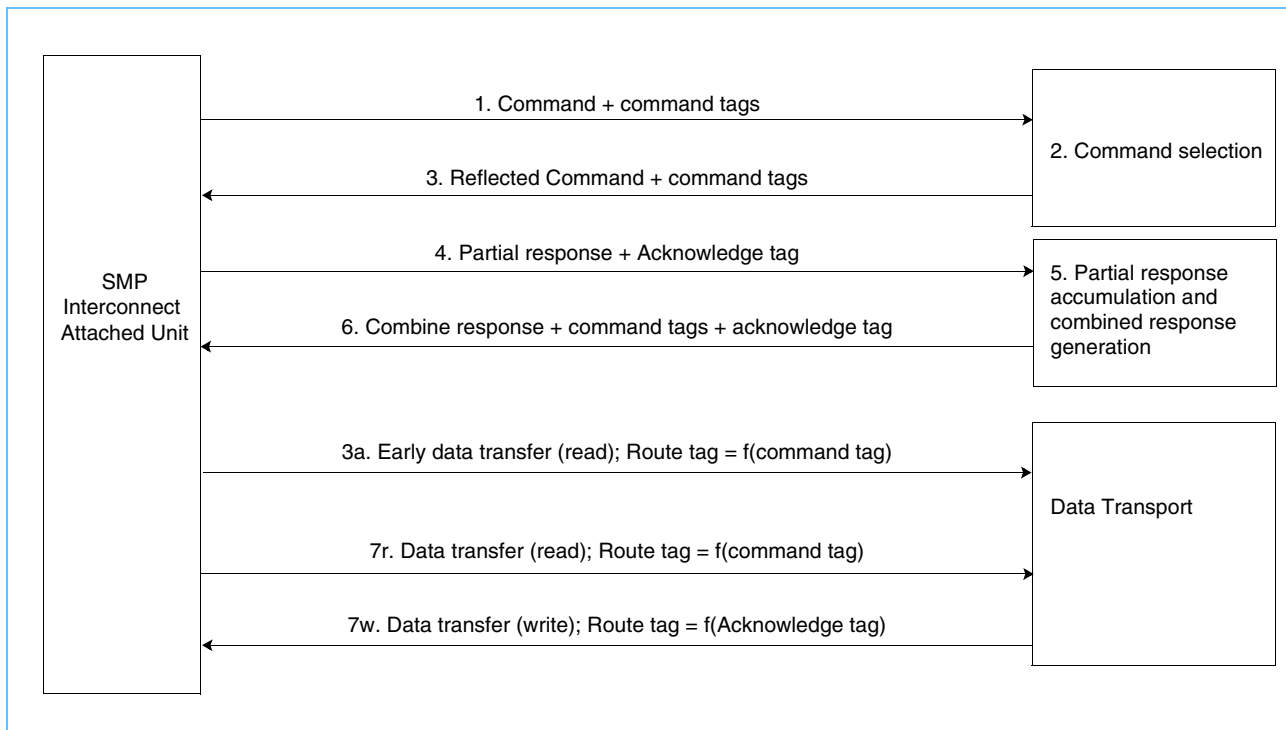 1. Command + command tags
2. Command selection
3. Reflected Command + command tags
4. Partial response + Acknowledge tag
SMP
Interconnect
Attached Unit
5. Partial response
accumulation and
combined response
generation
6. Combine response + command tags + acknowledge tag
3a. Early data transfer (read); Route tag = f(command tag)
Data Transport
7r. Data transfer (read); Route tag = f(command tag)
7w. Data transfer (write); Route tag = f(Acknowledge tag)